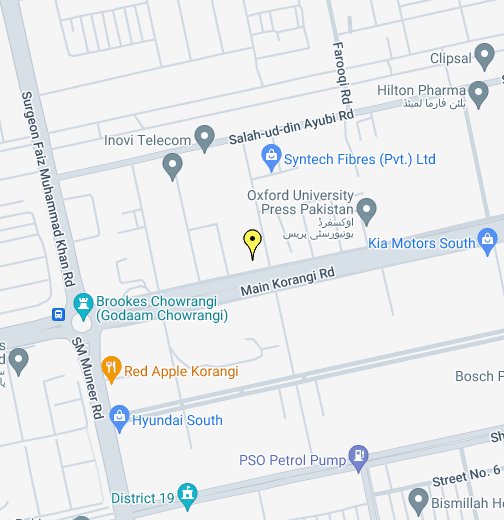 Clipsal
Farooqi Rd
Hilton Pharma
ہلٹن فارما لمیٹڈ
Surgeon Faiz Muhammad Khan Rd
Salah-ud-din Ayubi Rd
Inovi Telecom
Syntech Fibres (Pvt.) Ltd
Oxford University
Press Pakistan
اوکسفرڈ
یونیورسٹی پریس
Kia Motors South
Main Korangi Rd
Brookes Chowrangi
(Godaam Chowrangi)
SM Muneer Rd
Red Apple Korangi
Bosch P
Hyundai South
PSO Petrol Pump
Sh
Street No. 6
District 19
Bismillah Ho